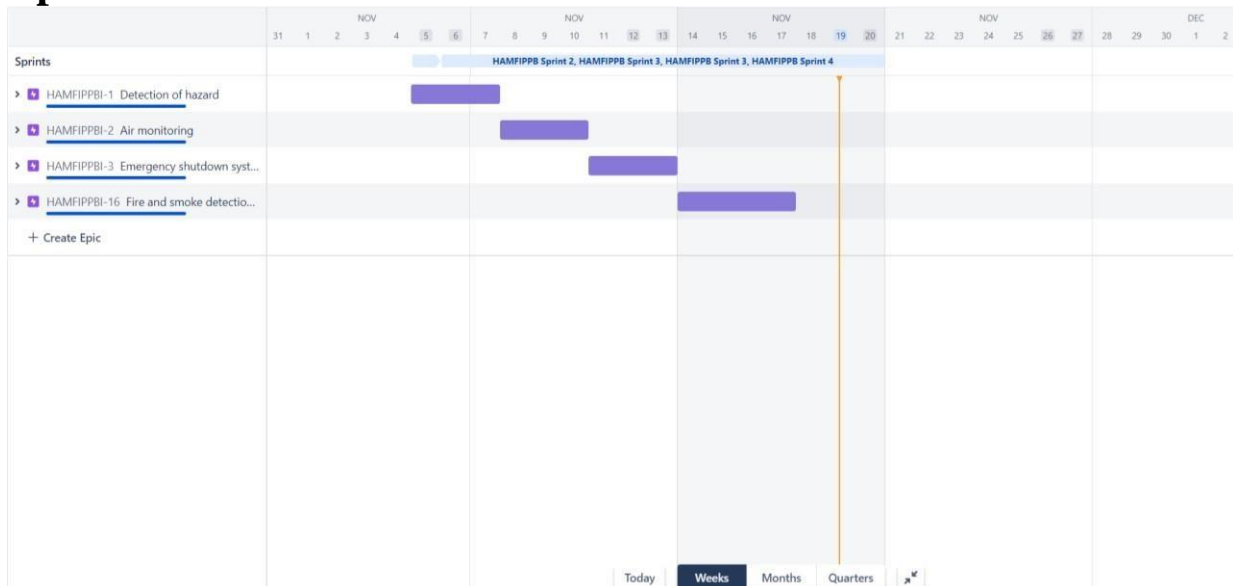 NOV NOV NOV NOV DEC
31 1 2 3 4 5 6 7 8 9 10 11 12 13 14 15 16 17 18 19 20 21 22 23 24 25 26 27 28 29 30 1 2
Sprints HAMFIPPB Sprint 2, HAMFIPPB Sprint 3, HAMFIPPB Sprint 3, HAMFIPPB Sprint 4
HAMFIPPBI-1 Detection of hazard
HAMFIPPBI-2 Air monitoring
HAMFIPPBI-3 Emergency shutdown syst...
HAMFIPPBI-16 Fire and smoke detectio...
+ Create Epic
Today Weeks Months Quarters